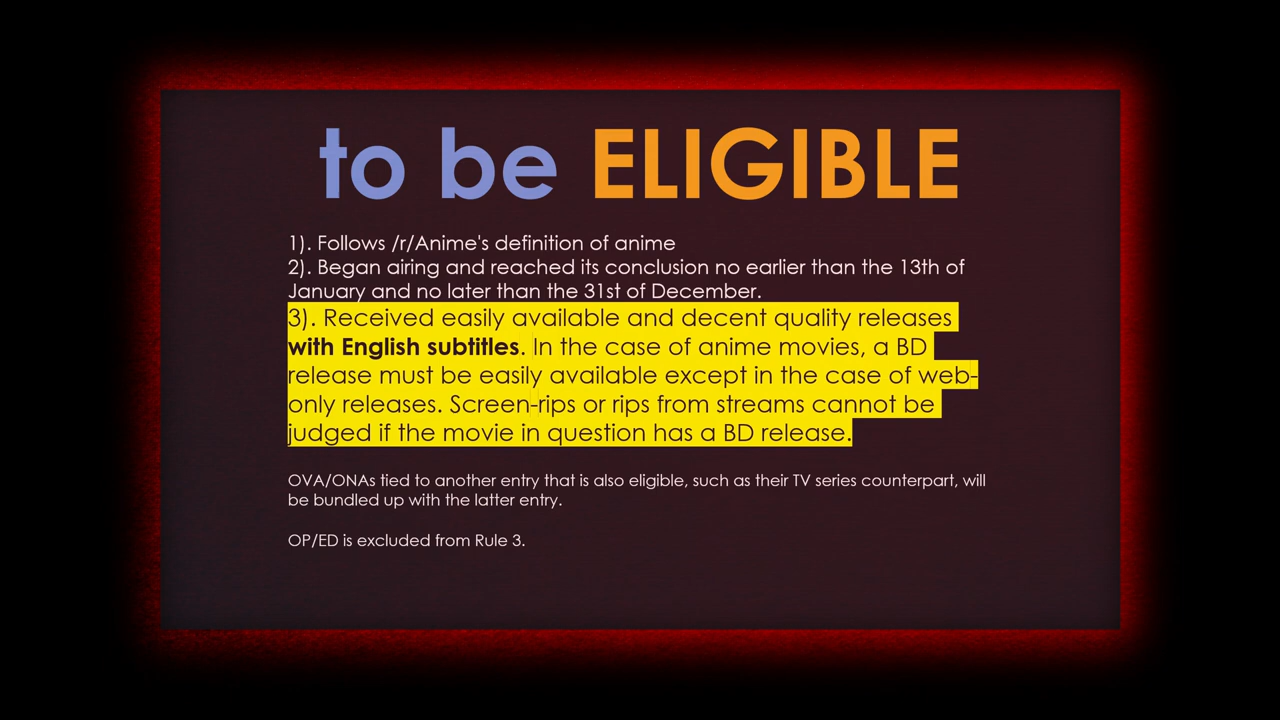 to be ELIGIBLE
1). Follows /r/Anime's definition of anime
2). Began airing and reached its conclusion no earlier than the 13th of
January and no later than the 31st of December.
3). Received easily available and decent quality releases
with English subtitles. In the case of anime movies, a BD
release must be easily available except in the case of web-
only releases. Screen-rips or rips from streams cannot be
judged if the movie in question has a BD release.
OVA/ONAs tied to another entry that is also eligible, such as their TV series counterpart, will
be bundled up with the latter entry.
OP/ED is excluded from Rule 3.